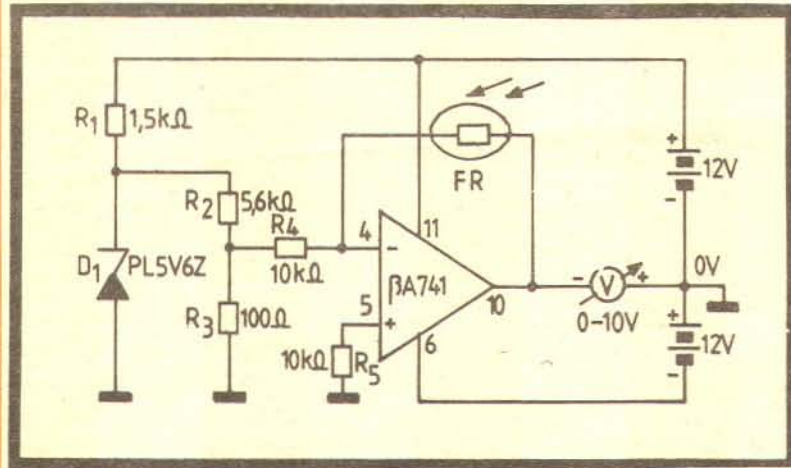 R1 1,5kΩ
R2 5,6kΩ
D1 PL5V6Z
R3 100Ω
R4
10kΩ
4 −
5 +
10kΩ R5
βA741
11
6
10
FR
− V +
0-10V
0V
+
12V
-
+
12V
-